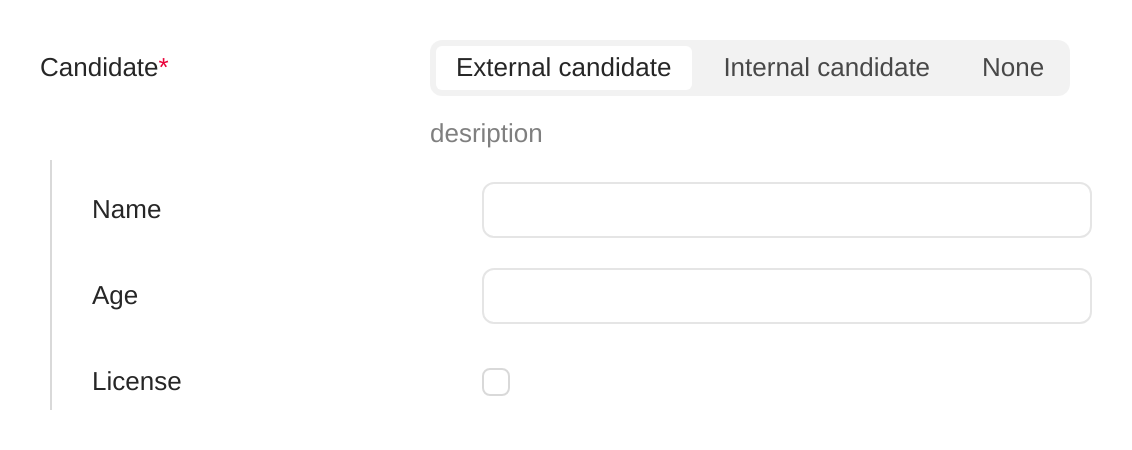 Candidate* External candidate Internal candidate None
desription
Name
Age
License